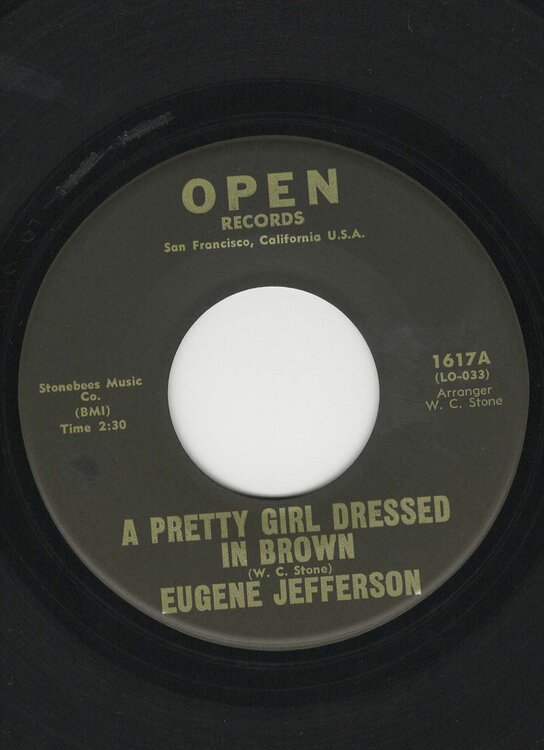 OPEN
RECORDS
San Francisco, California U.S.A.
Stonebees Music
Co.
(BMI)
Time 2:30
1617A
(LO-033)
Arranger
W. C. Stone
A PRETTY GIRL DRESSED
IN BROWN
(W. C. Stone)
EUGENE JEFFERSON